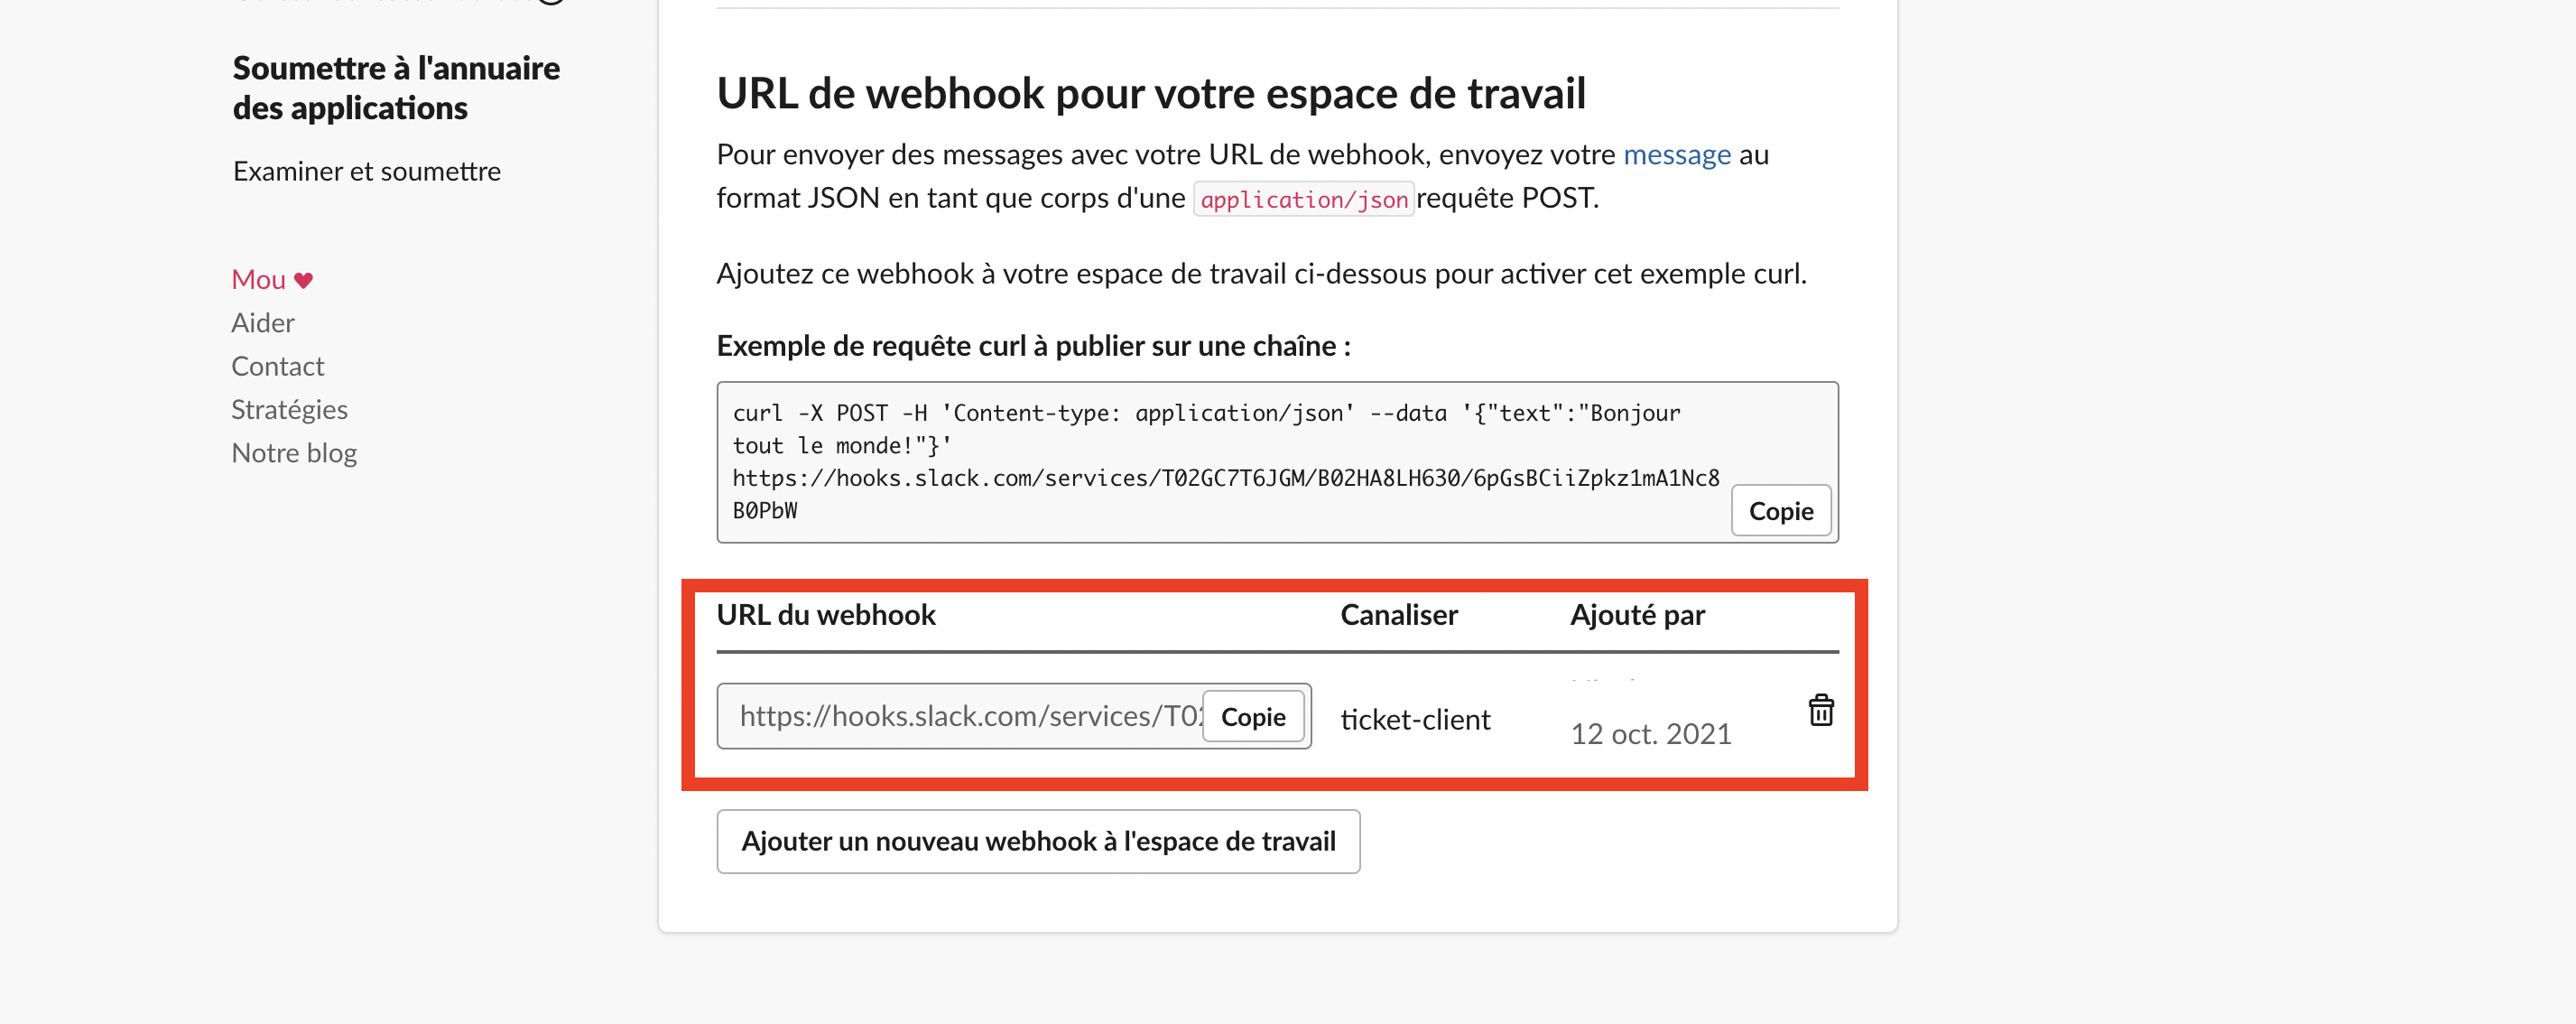 Soumettre à l'annuaire
des applications
Examiner et soumettre
Mou ♥
Aider
Contact
Stratégies
Notre blog
URL de webhook pour votre espace de travail
Pour envoyer des messages avec votre URL de webhook, envoyez votre message au
format JSON en tant que corps d'une application/json requête POST.
Ajoutez ce webhook à votre espace de travail ci-dessous pour activer cet exemple curl.
Exemple de requête curl à publier sur une chaîne :
curl -X POST -H 'Content-type: application/json' --data '{"text":"Bonjour
tout le monde!"}'
https://hooks.slack.com/services/T02GC7T6JGM/B02HA8LH630/6pGsBCiiZpkz1mA1Nc8
B0PbW
Copie
URL du webhook Canaliser Ajouté par
https://hooks.slack.com/services/T02 Copie ticket-client 12 oct. 2021
Ajouter un nouveau webhook à l'espace de travail